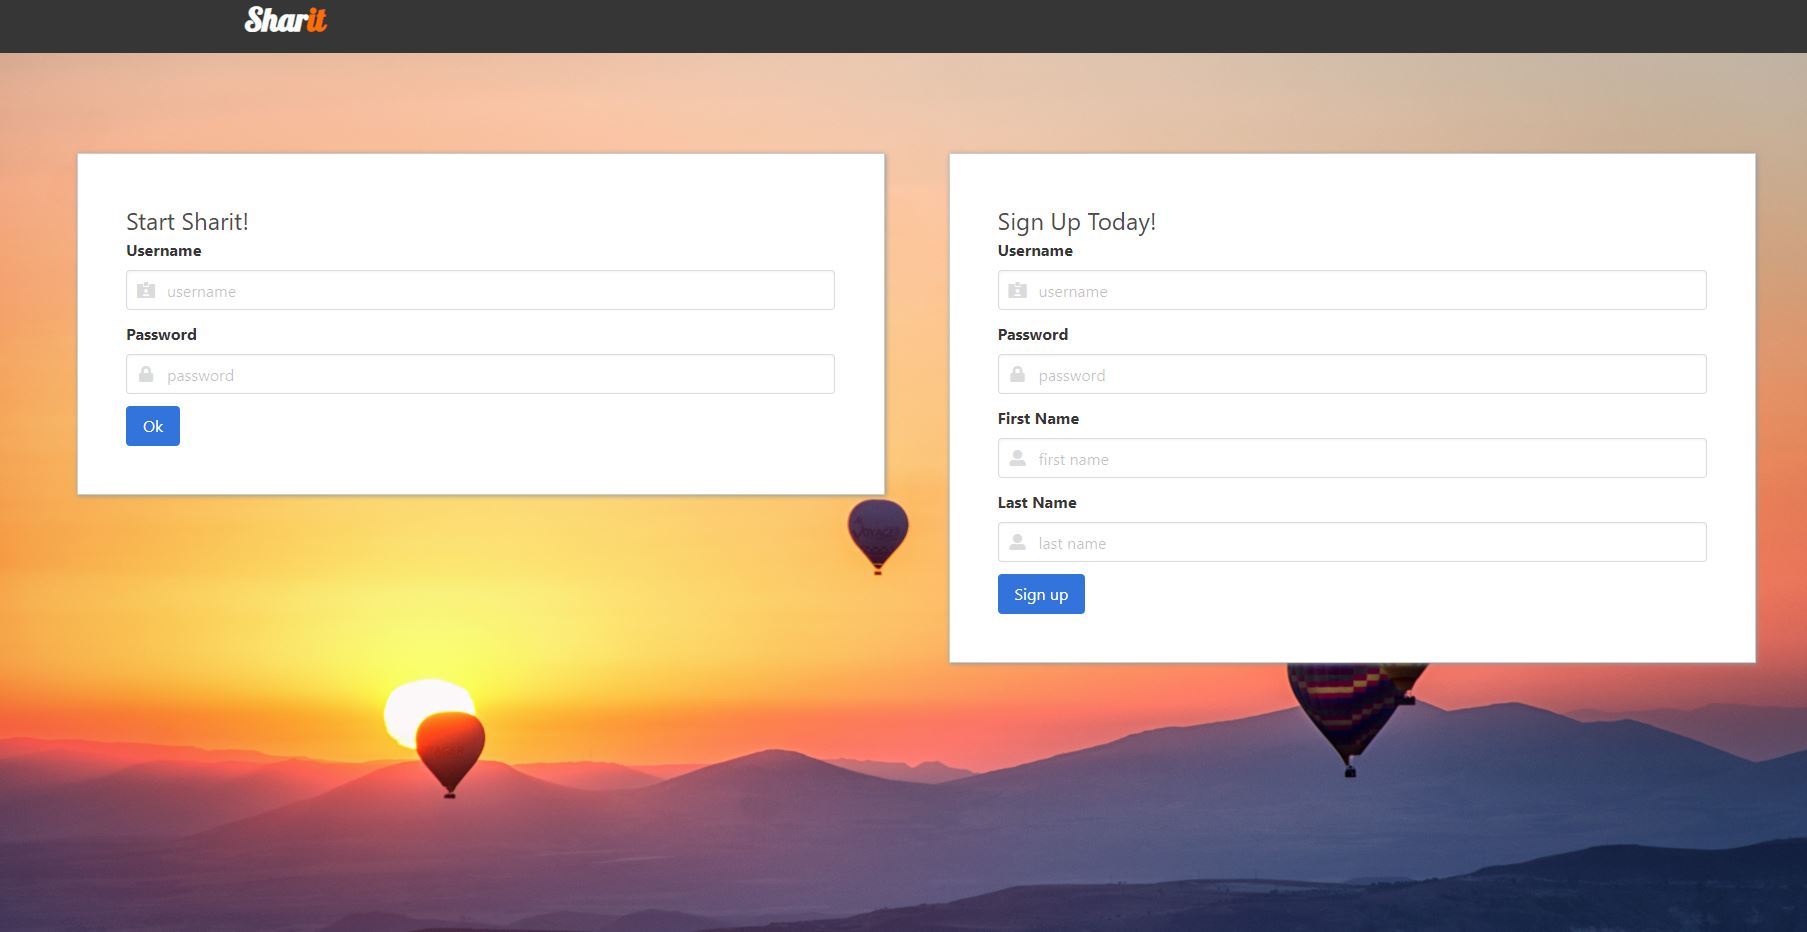 Sharit
Start Sharit!
Username
username
Password
password
Ok
Sign Up Today!
Username
username
Password
password
First Name
first name
Last Name
last name
Sign up